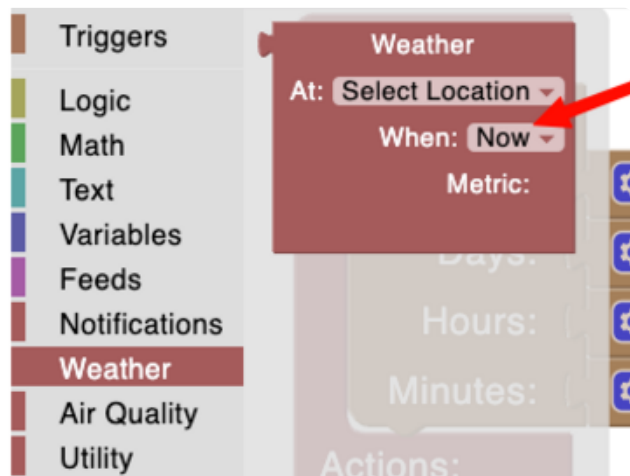 Triggers
Logic
Math
Text
Variables
Feeds
Notifications
Weather
Air Quality
Utility
Weather
At: Select Location
When: Now
Metric:
Days:
Hours:
Minutes:
Actions: